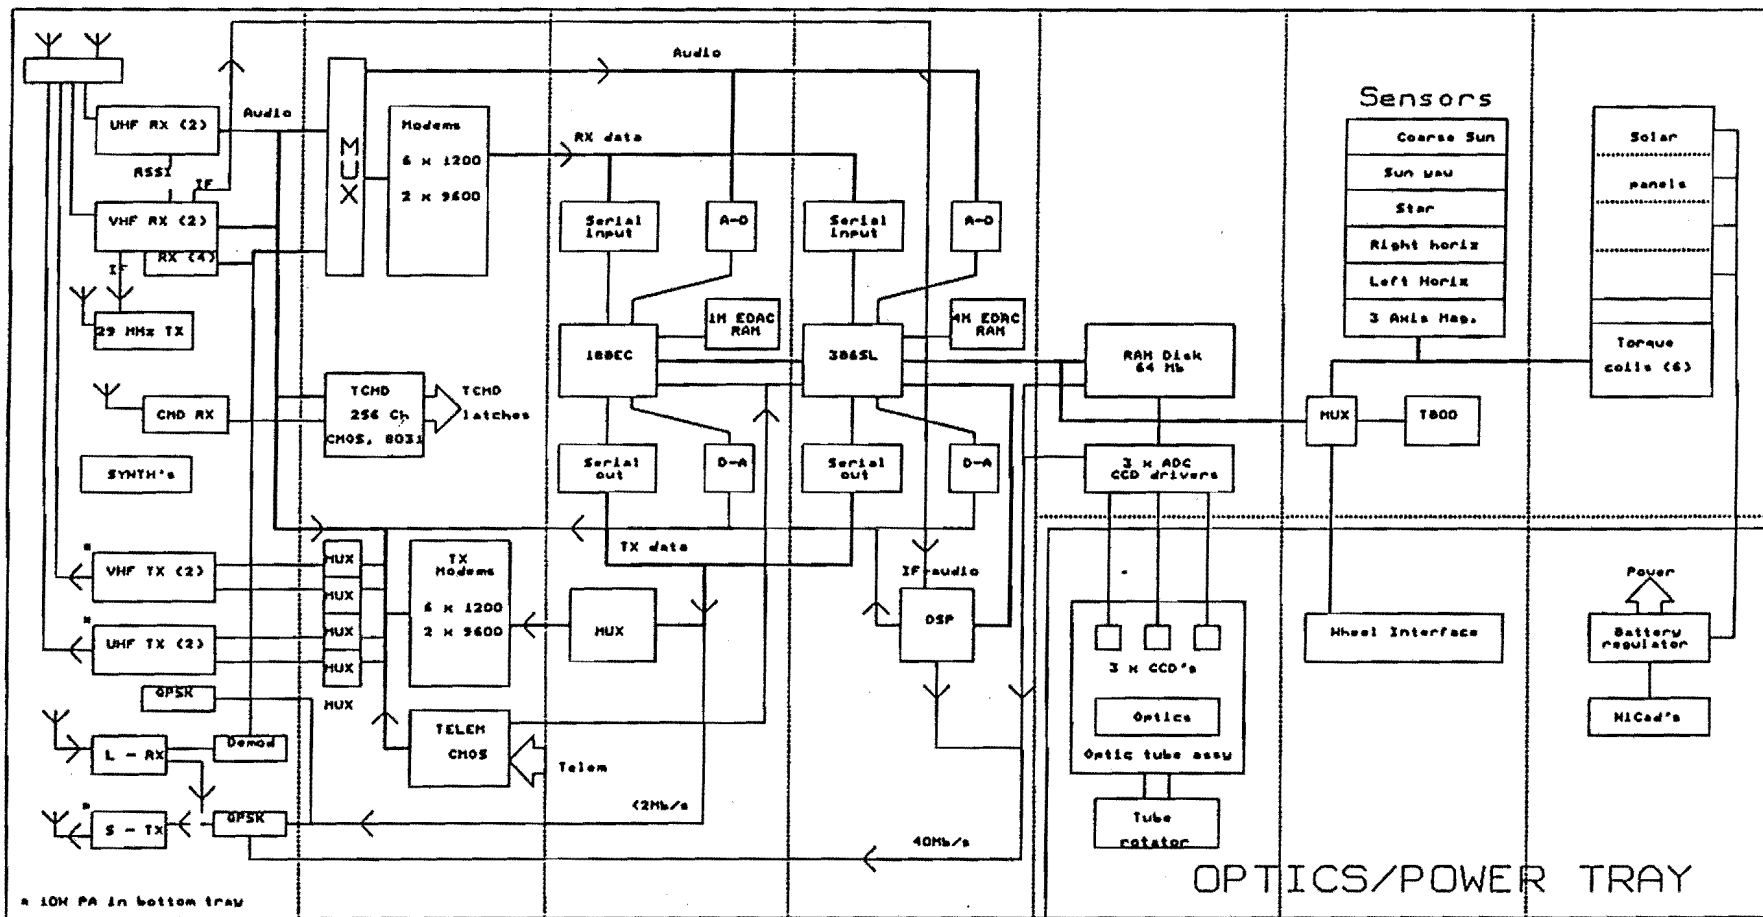 Audio
UHF RX (2)
Audio
RSSI
IF
VHF RX (2)
RX (4)
IF
29 MHz TX
MUX
Modems
6 x 1200
2 x 9600
RX data
Serial
input
A-D
Serial
input
A-D
1M EDAC
RAM
4M EDAC
RAM
188EC
386SL
RAM Disk
64 Mb
CMD RX
TCMD
256 Ch
CMOS, 8031
TCMD
latches
SYNTH's
Serial
out
D-A
Serial
out
D-A
3 x ADC
CCD drivers
Sensors
Coarse Sun
Sun yaw
Star
Right horiz
Left Horiz
3 Axis Mag.
Solar
panels
Torque
coils (6)
MUX
T800
TX data
IF-audio
*
VHF TX (2)
*
UHF TX (2)
MUX
MUX
MUX
MUX
MUX
TX
Modems
6 x 1200
2 x 9600
MUX
DSP
3 x CCD's
Optics
Optic tube assy
Tube
rotator
Wheel Interface
Power
Battery
regulator
NiCad's
QPSK
L - RX
Demod
TELEM
CMOS
Telem
*
S - TX
QPSK
<2Mb/s
40Mb/s
OPTICS/POWER TRAY
* 10W PA in bottom tray